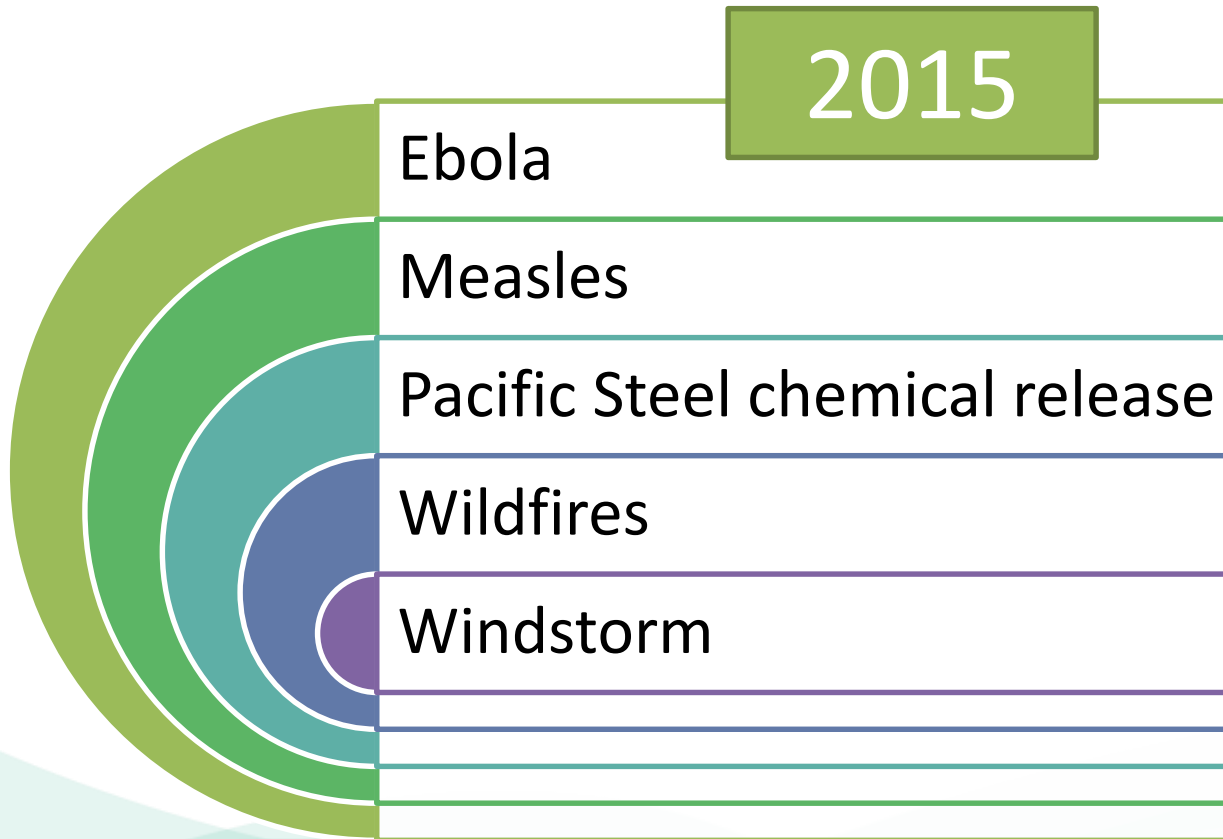 2015
Ebola
Measles
Pacific Steel chemical release
Wildfires
Windstorm